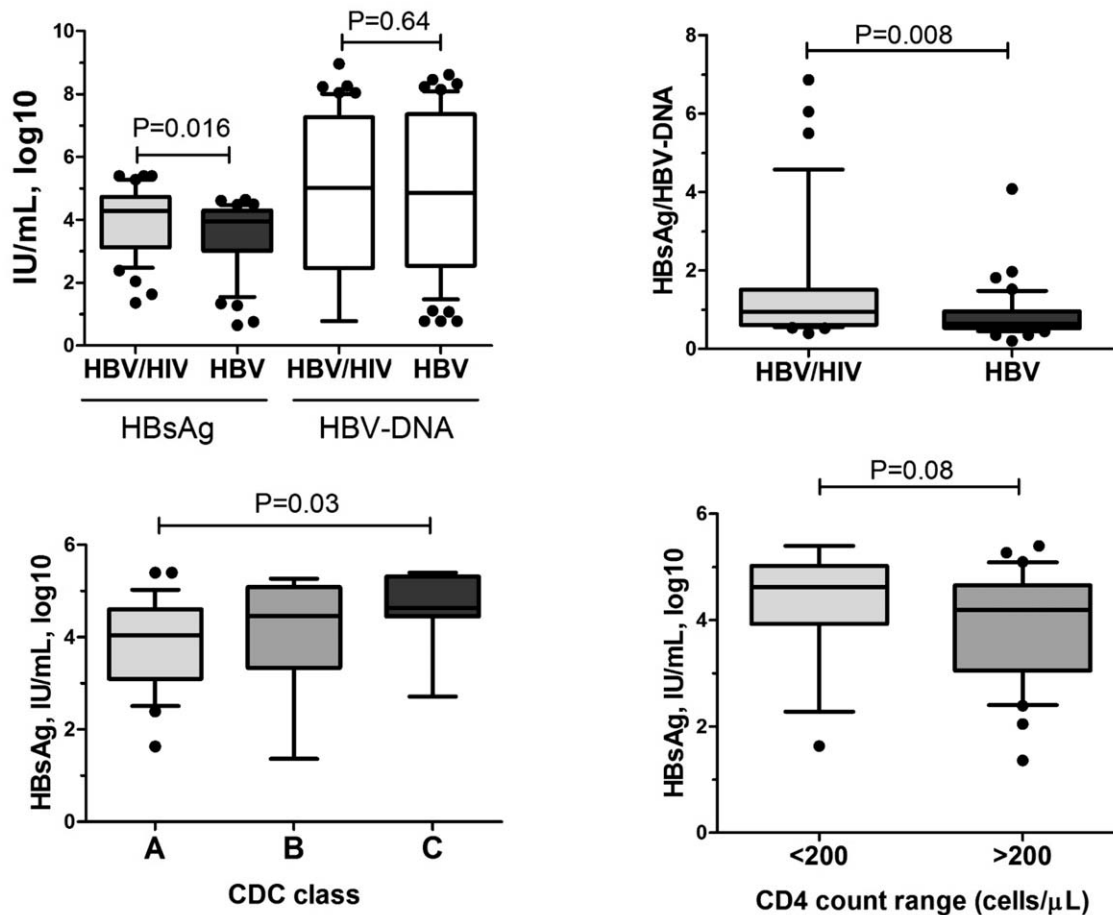 P=0.64
P=0.016
IU/mL, log10
10
8
6
4
2
0
HBV/HIV HBV HBV/HIV HBV
HBsAg HBV-DNA
P=0.008
HBsAg/HBV-DNA
8
6
4
2
0
HBV/HIV HBV
P=0.03
HBsAg, IU/mL, log10
6
4
2
0
A B C
CDC class
P=0.08
HBsAg, IU/mL, log10
6
4
2
0
<200 >200
CD4 count range (cells/μL)